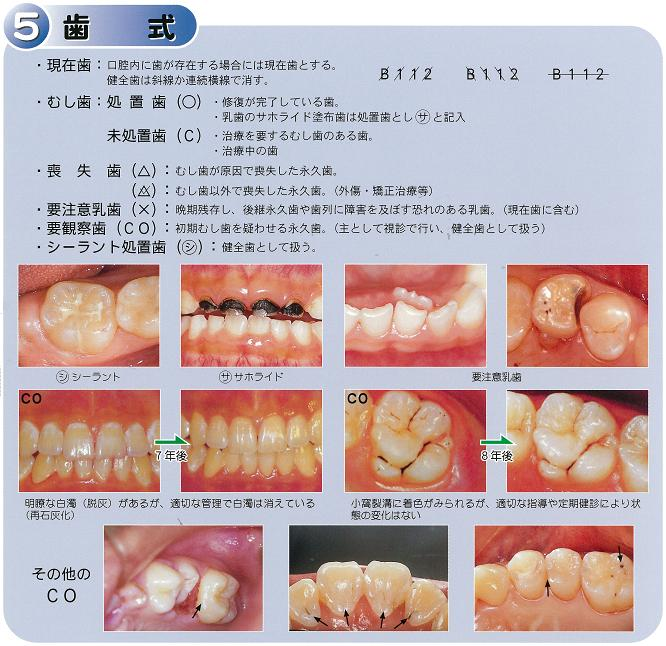 5 歯式
・現在歯：口腔内に歯が存在する場合には現在歯とする。
健全歯は斜線か連続横線で消す。
B 1 1 2 B 1 1 2 B 1 1 2
・むし歯：処置歯（○）・修復が完了している歯。
・乳歯のサホライド塗布歯は処置歯とし㋚と記入
未処置歯（C）・治療を要するむし歯のある歯。
・治療中の歯
・喪失歯（△）：むし歯が原因で喪失した永久歯。
（◬）：むし歯以外で喪失した永久歯。（外傷・矯正治療等）
・要注意乳歯（×）：晩期残存し、後継永久歯や歯列に障害を及ぼす恐れのある乳歯。（現在歯に含む）
・要観察歯（CO）：初期むし歯を疑わせる永久歯。（主として視診で行い、健全歯として扱う）
・シーラント処置歯（㋛）：健全歯として扱う。
㋛シーラント
㋚サホライド
要注意乳歯
CO
7年後
CO
8年後
明瞭な白濁（脱灰）があるが、適切な管理で白濁は消えている
（再石灰化）
小窩裂溝に着色がみられるが、適切な指導や定期健診により状
態の変化はない
その他の
CO